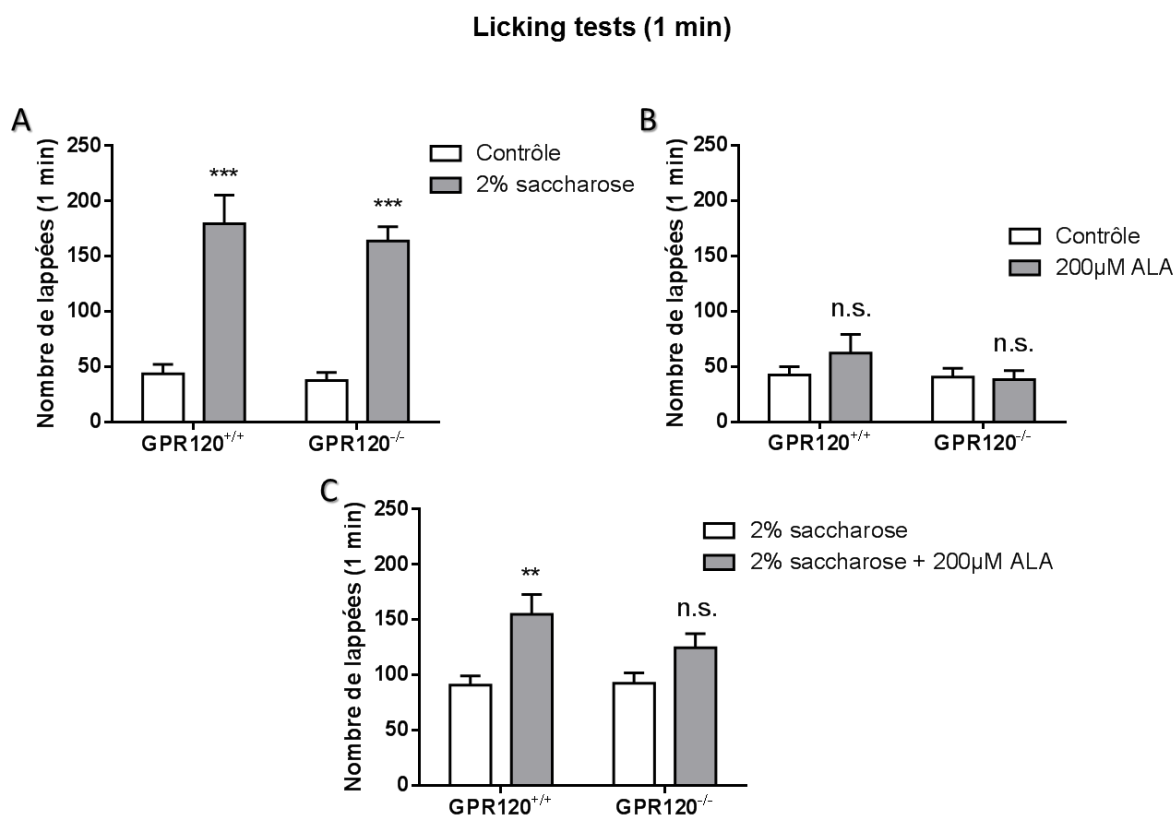 Licking tests (1 min)
A
Nombre de lappées (1 min)
250
200
150
100
50
0
***
***
Contrôle
2% saccharose
GPR120+/+
GPR120-/-
B
Nombre de lappées (1 min)
250
200
150
100
50
0
n.s.
n.s.
Contrôle
200µM ALA
GPR120+/+
GPR120-/-
C
Nombre de lappées (1 min)
250
200
150
100
50
0
**
n.s.
2% saccharose
2% saccharose + 200µM ALA
GPR120+/+
GPR120-/-